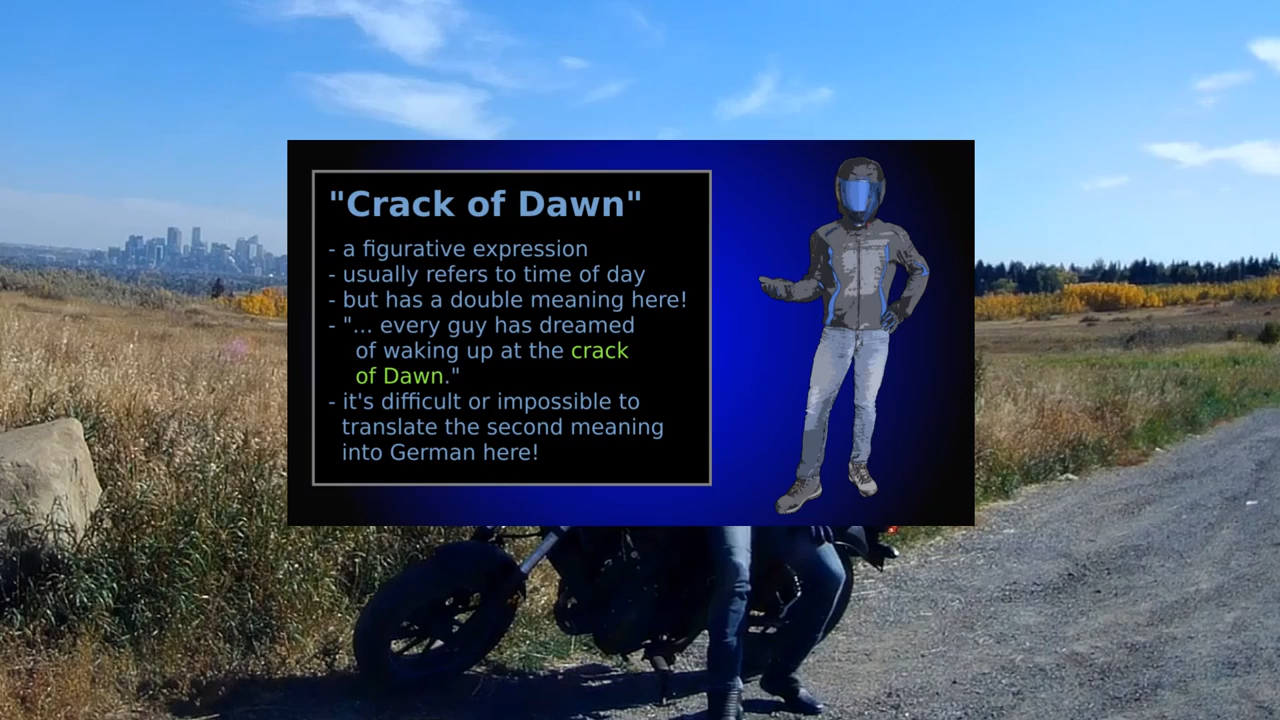 "Crack of Dawn"
- a figurative expression
- usually refers to time of day
- but has a double meaning here!
- "... every guy has dreamed
of waking up at the crack
of Dawn."
- it's difficult or impossible to
translate the second meaning
into German here!